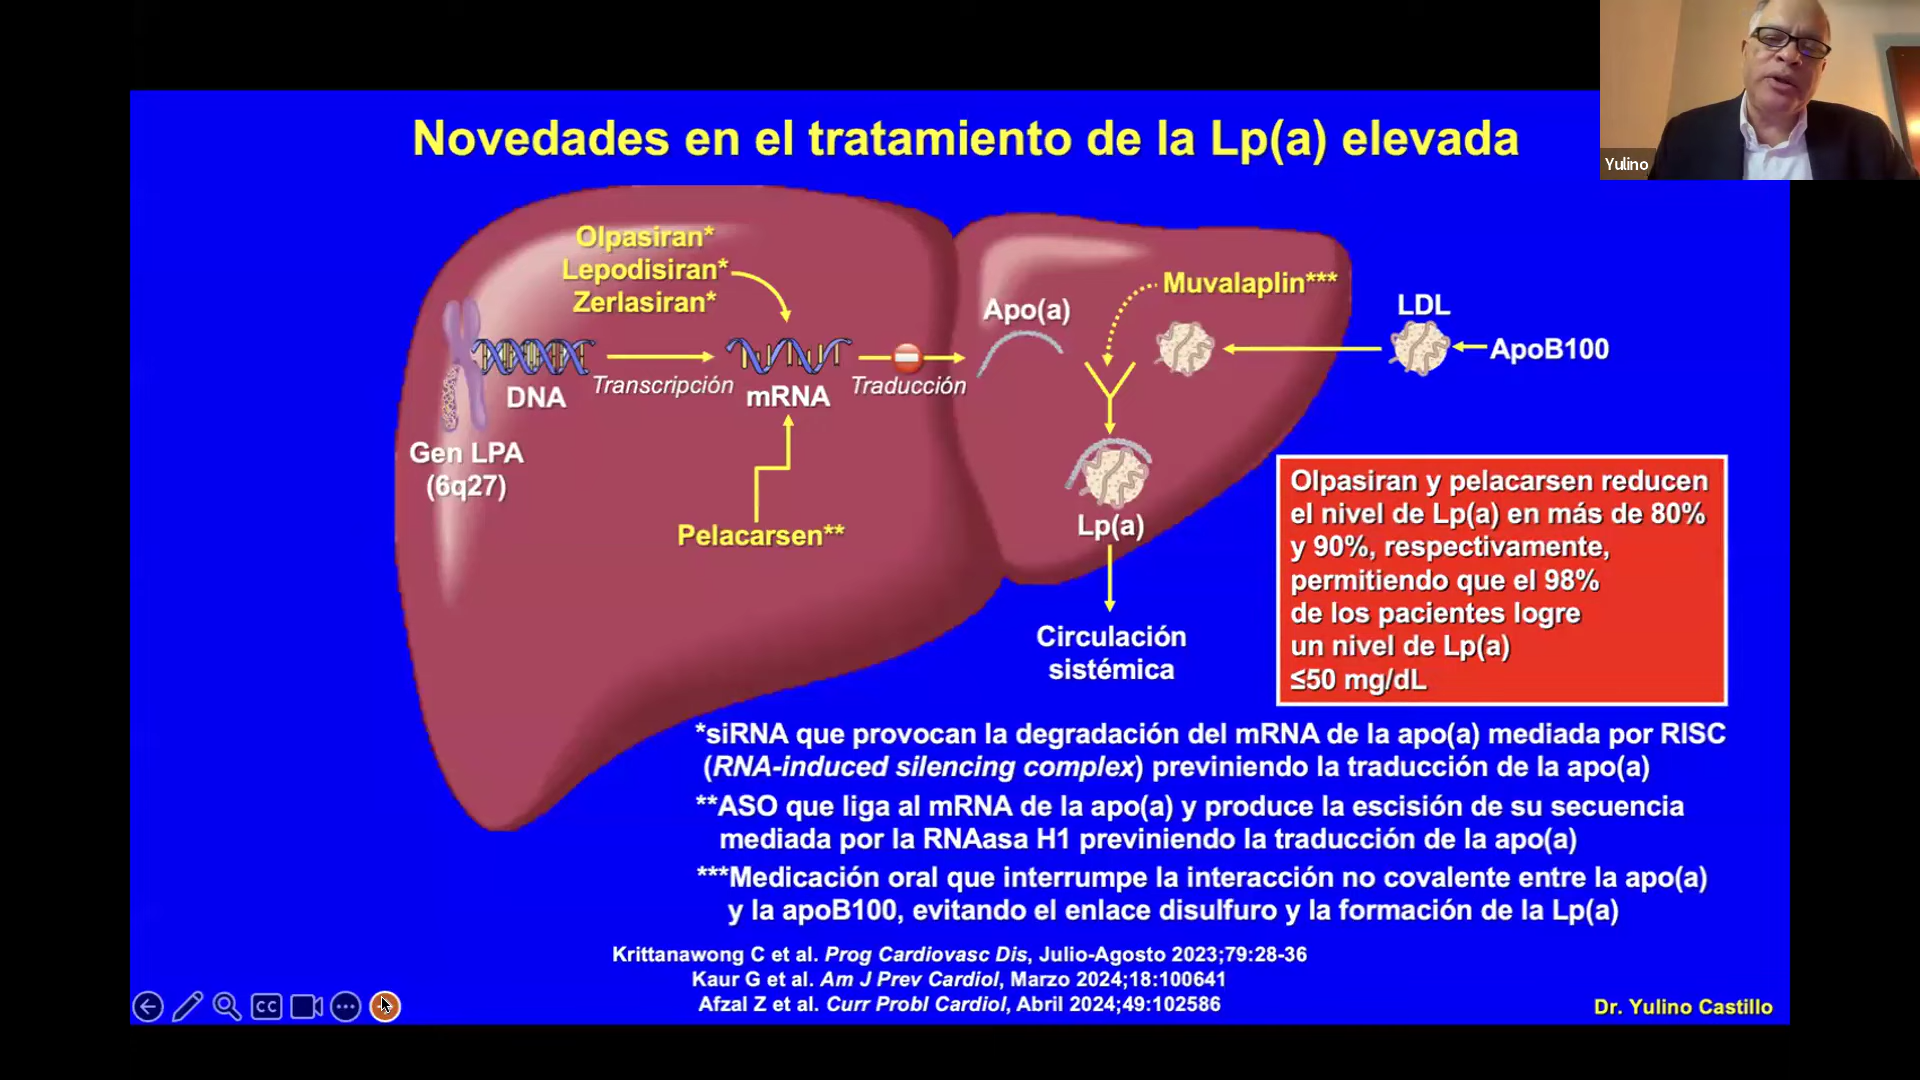 Yulino
Novedades en el tratamiento de la Lp(a) elevada
Olpasiran*
Lepodisiran*
Zerlasiran*
Muvalaplin***
Apo(a)
LDL
ApoB100
DNA
Transcripción
mRNA
Traducción
Gen LPA
(6q27)
Pelacarsen**
Lp(a)
Circulación
sistémica
Olpasiran y pelacarsen reducen
el nivel de Lp(a) en más de 80%
y 90%, respectivamente,
permitiendo que el 98%
de los pacientes logre
un nivel de Lp(a)
≤50 mg/dL
*siRNA que provocan la degradación del mRNA de la apo(a) mediada por RISC
(RNA-induced silencing complex) previniendo la traducción de la apo(a)
**ASO que liga al mRNA de la apo(a) y produce la escisión de su secuencia
mediada por la RNAasa H1 previniendo la traducción de la apo(a)
***Medicación oral que interrumpe la interacción no covalente entre la apo(a)
y la apoB100, evitando el enlace disulfuro y la formación de la Lp(a)
Krittanawong C et al. Prog Cardiovasc Dis, Julio-Agosto 2023;79:28-36
Kaur G et al. Am J Prev Cardiol, Marzo 2024;18:100641
Afzal Z et al. Curr Probl Cardiol, Abril 2024;49:102586
CC
Dr. Yulino Castillo